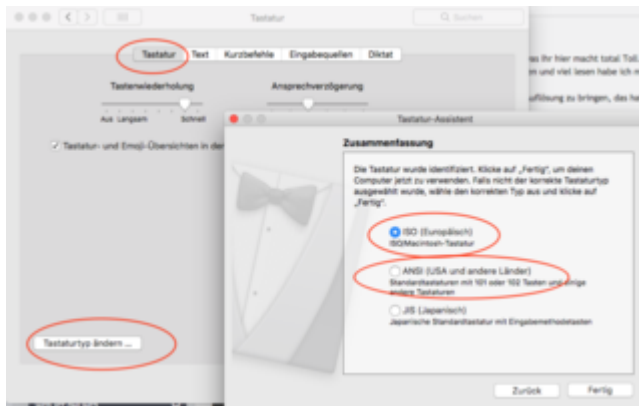 Tastatur
Suchen
Tastatur Text Kurzbefehle Eingabequellen Diktat
Tastenwiederholung
Ansprechverzögerung
Aus Langsam Schnell
Tastatur- und Emoji-Übersichten in der
Tastaturtyp ändern ...
ss Ihr hier macht total Toll.
en und viel lesen habe ich m
uflösung zu bringen, das ha
Tastatur-Assistent
Zusammenfassung
Die Tastatur wurde identifiziert. Klicke auf „Fertig“, um deinen
Computer jetzt zu verwenden. Falls nicht der korrekte Tastaturtyp
ausgewählt wurde, wähle den korrekten Typ aus und klicke auf
„Fertig“.
ISO (Europäisch)
ISO/Macintosh-Tastatur
ANSI (USA und andere Länder)
Standardtastaturen mit 101 oder 102 Tasten und einige
andere Tastaturen
JIS (Japanisch)
Japanische Standardtastatur mit Eingabemethodetasten
Zurück Fertig